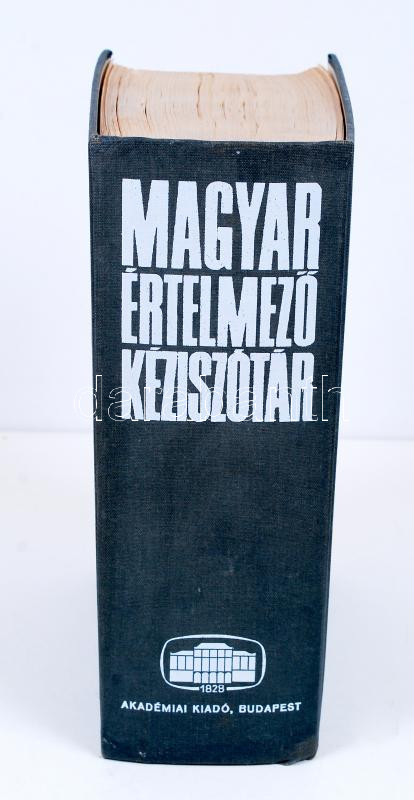 MAGYAR
ÉRTELMEZŐ
KÉZISZÓTÁR
1828
AKADÉMIAI KIADÓ, BUDAPEST